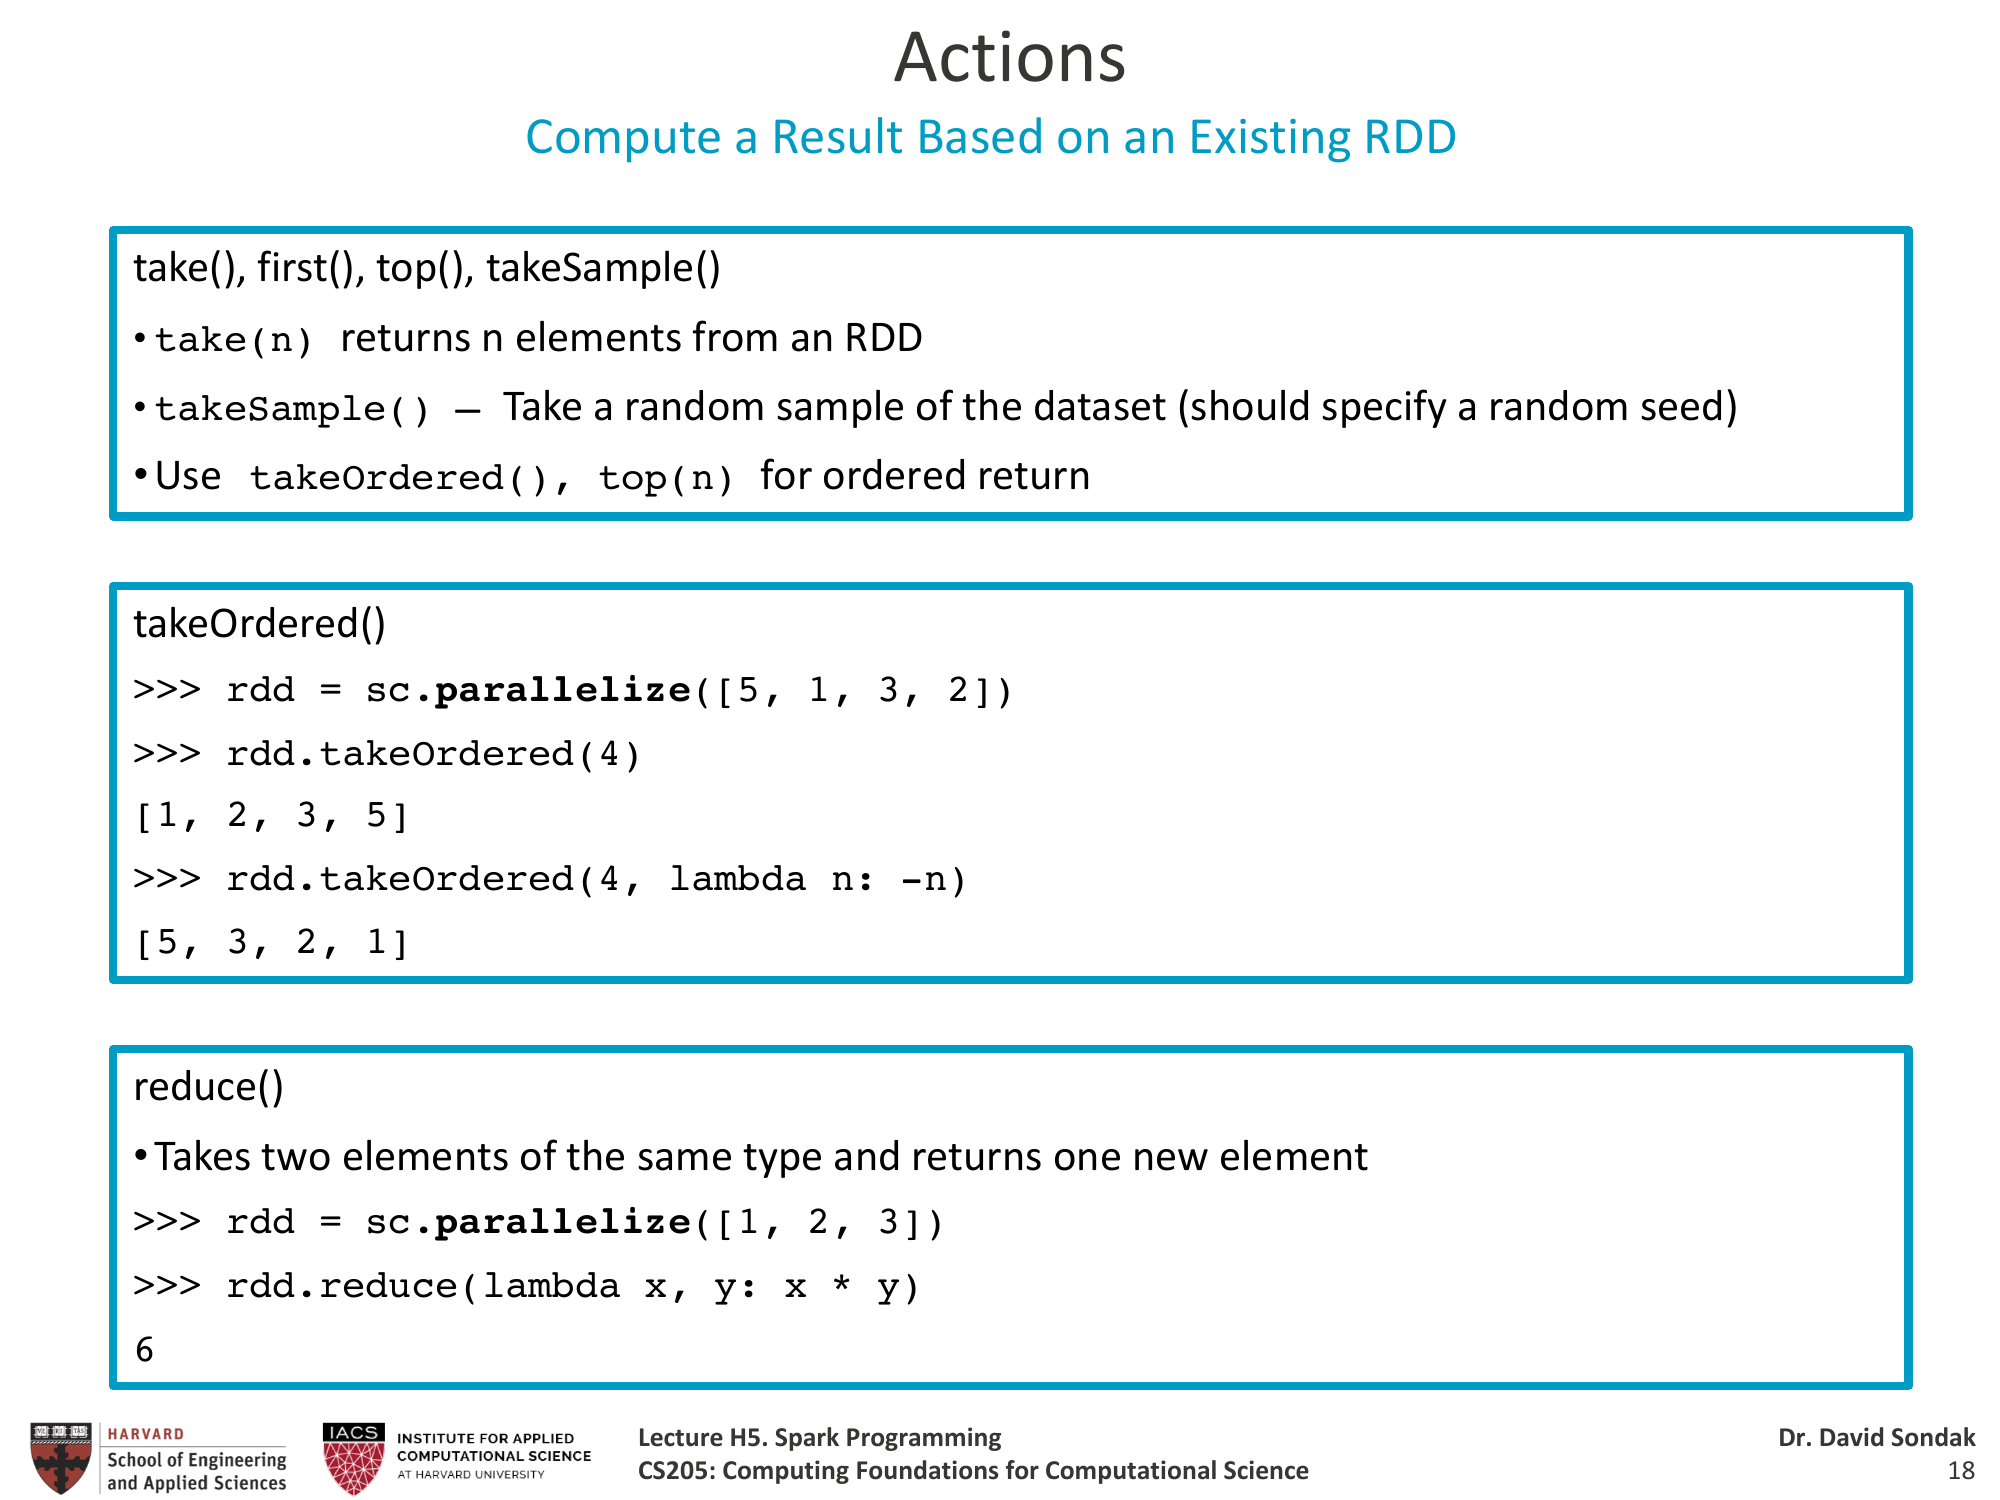 Actions
Compute a Result Based on an Existing RDD
take(), first(), top(), takeSample()
• take(n) returns n elements from an RDD
• takeSample() – Take a random sample of the dataset (should specify a random seed)
• Use takeOrdered(), top(n) for ordered return
takeOrdered()
>>> rdd = sc.parallelize([5, 1, 3, 2])
>>> rdd.takeOrdered(4)
[1, 2, 3, 5]
>>> rdd.takeOrdered(4, lambda n: -n)
[5, 3, 2, 1]
reduce()
• Takes two elements of the same type and returns one new element
>>> rdd = sc.parallelize([1, 2, 3])
>>> rdd.reduce(lambda x, y: x * y)
6
HARVARD
School of Engineering
and Applied Sciences
IACS
INSTITUTE FOR APPLIED
COMPUTATIONAL SCIENCE
AT HARVARD UNIVERSITY
Lecture H5. Spark Programming
CS205: Computing Foundations for Computational Science
Dr. David Sondak
18